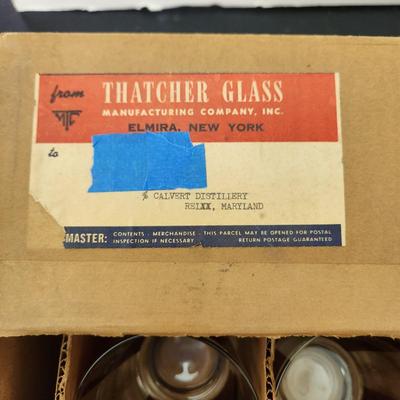 from THATCHER GLASS
MTC MANUFACTURING COMPANY, INC.
ELMIRA, NEW YORK
to
% CALVERT DISTILLERY
RELXX, MARYLAND
MASTER: CONTENTS - MERCHANDISE - THIS PARCEL MAY BE OPENED FOR POSTAL
INSPECTION IF NECESSARY RETURN POSTAGE GUARANTEED